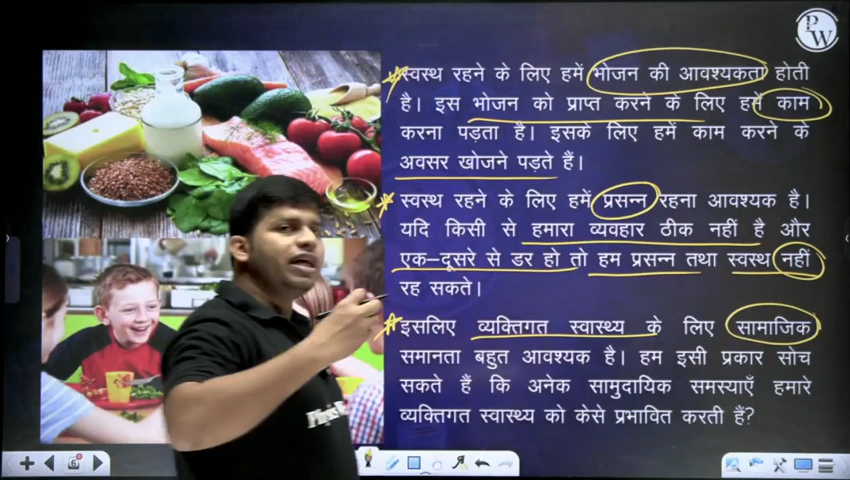 PW
स्वस्थ रहने के लिए हमें भोजन की आवश्यकता होती
है। इस भोजन को प्राप्त करने के लिए हमें काम
करना पड़ता है। इसके लिए हमें काम करने के
अवसर खोजने पड़ते हैं।
स्वस्थ रहने के लिए हमें प्रसन्न रहना आवश्यक है।
यदि किसी से हमारा व्यवहार ठीक नहीं है और
एक–दूसरे से डर हो तो हम प्रसन्न तथा स्वस्थ नहीं
रह सकते।
इसलिए व्यक्तिगत स्वास्थ्य के लिए सामाजिक
समानता बहुत आवश्यक है। हम इसी प्रकार सोच
सकते हैं कि अनेक सामुदायिक समस्याएँ हमारे
व्यक्तिगत स्वास्थ्य को केसे प्रभावित करती हैं?
6